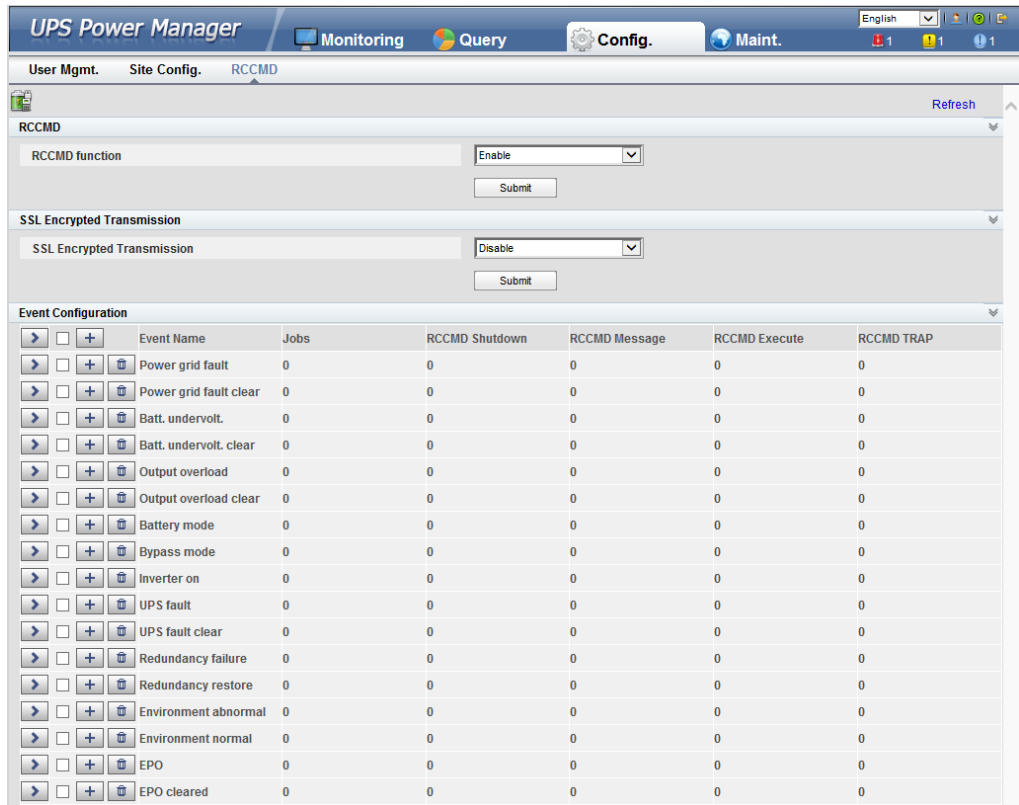 UPS Power Manager
Monitoring Query Config. Maint.
English
1 1 1
User Mgmt. Site Config. RCCMD
Refresh
RCCMD
RCCMD function Enable
Submit
SSL Encrypted Transmission
SSL Encrypted Transmission Disable
Submit
Event Configuration
Event Name Jobs RCCMD Shutdown RCCMD Message RCCMD Execute RCCMD TRAP
Power grid fault 0 0 0 0 0
Power grid fault clear 0 0 0 0 0
Batt. undervolt. 0 0 0 0 0
Batt. undervolt. clear 0 0 0 0 0
Output overload 0 0 0 0 0
Output overload clear 0 0 0 0 0
Battery mode 0 0 0 0 0
Bypass mode 0 0 0 0 0
Inverter on 0 0 0 0 0
UPS fault 0 0 0 0 0
UPS fault clear 0 0 0 0 0
Redundancy failure 0 0 0 0 0
Redundancy restore 0 0 0 0 0
Environment abnormal 0 0 0 0 0
Environment normal 0 0 0 0 0
EPO 0 0 0 0 0
EPO cleared 0 0 0 0 0